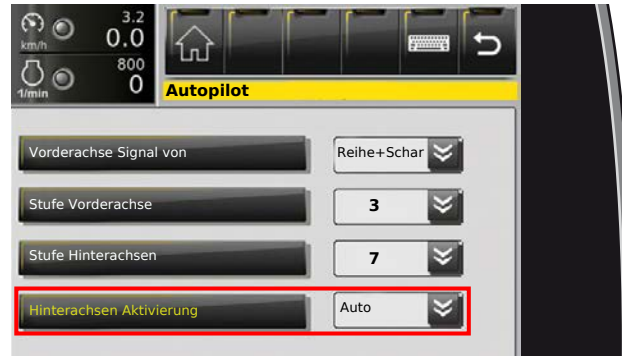 3.2
km/h 0.0
800
1/min 0
Autopilot
Vorderachse Signal von Reihe+Schar
Stufe Vorderachse 3
Stufe Hinterachsen 7
Hinterachsen Aktivierung Auto